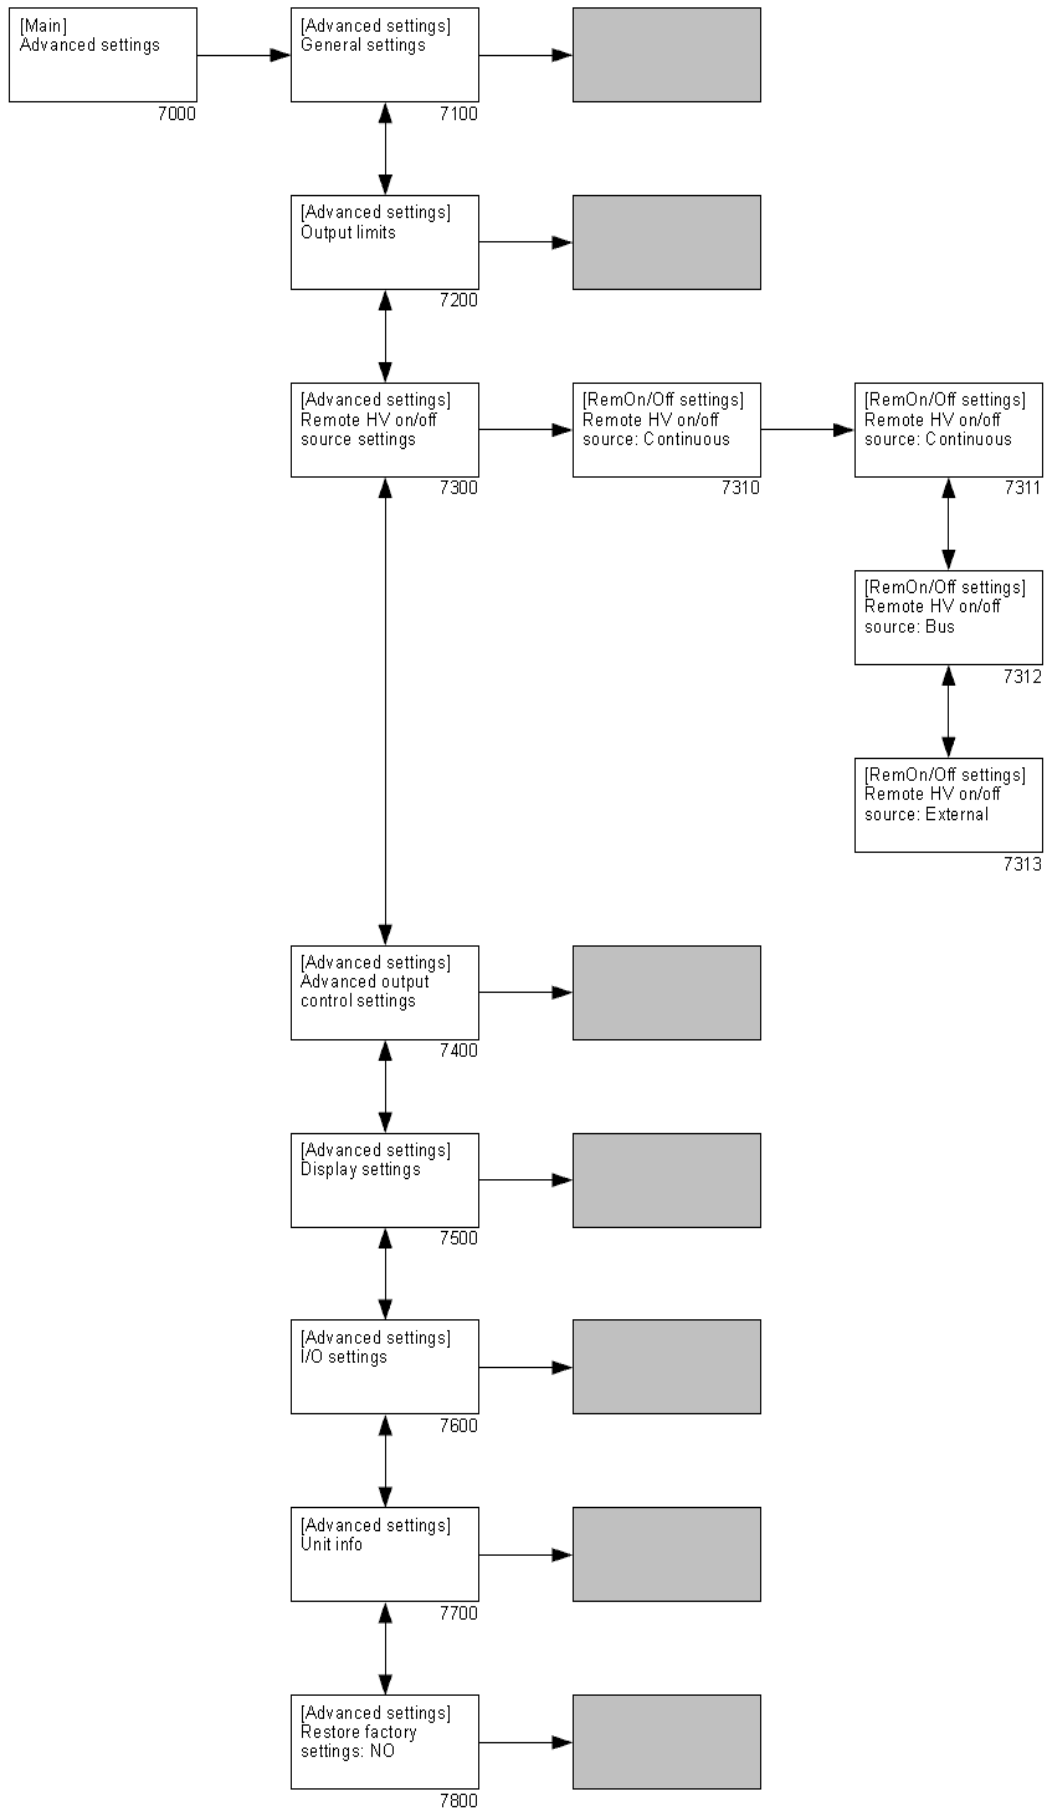 [Main]
Advanced settings
7000
[Advanced settings]
General settings
7100
[Advanced settings]
Output limits
7200
[Advanced settings]
Remote HV on/off
source settings
7300
[RemOn/Off settings]
Remote HV on/off
source: Continuous
7310
[RemOn/Off settings]
Remote HV on/off
source: Continuous
7311
[RemOn/Off settings]
Remote HV on/off
source: Bus
7312
[RemOn/Off settings]
Remote HV on/off
source: External
7313
[Advanced settings]
Advanced output
control settings
7400
[Advanced settings]
Display settings
7500
[Advanced settings]
I/O settings
7600
[Advanced settings]
Unit info
7700
[Advanced settings]
Restore factory
settings: NO
7800